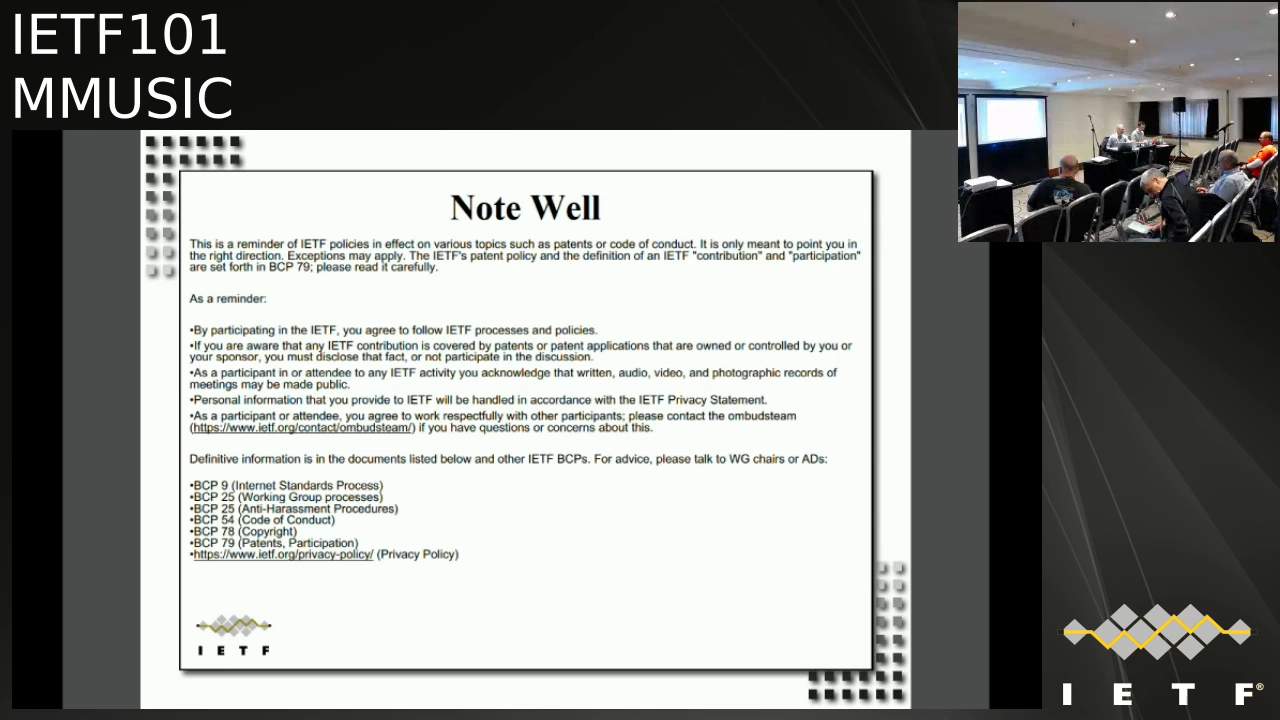 IETF101
MMUSIC
Note Well
This is a reminder of IETF policies in effect on various topics such as patents or code of conduct. It is only meant to point you in
the right direction. Exceptions may apply. The IETF's patent policy and the definition of an IETF "contribution" and "participation"
are set forth in BCP 79; please read it carefully.
As a reminder:
•By participating in the IETF, you agree to follow IETF processes and policies.
•If you are aware that any IETF contribution is covered by patents or patent applications that are owned or controlled by you or
your sponsor, you must disclose that fact, or not participate in the discussion.
•As a participant in or attendee to any IETF activity you acknowledge that written, audio, video, and photographic records of
meetings may be made public.
•Personal information that you provide to IETF will be handled in accordance with the IETF Privacy Statement.
•As a participant or attendee, you agree to work respectfully with other participants; please contact the ombudsteam
(https://www.ietf.org/contact/ombudsteam/) if you have questions or concerns about this.
Definitive information is in the documents listed below and other IETF BCPs. For advice, please talk to WG chairs or ADs:
•BCP 9 (Internet Standards Process)
•BCP 25 (Working Group processes)
•BCP 25 (Anti-Harassment Procedures)
•BCP 54 (Code of Conduct)
•BCP 78 (Copyright)
•BCP 79 (Patents, Participation)
•https://www.ietf.org/privacy-policy/ (Privacy Policy)
I E T F
I E T F®